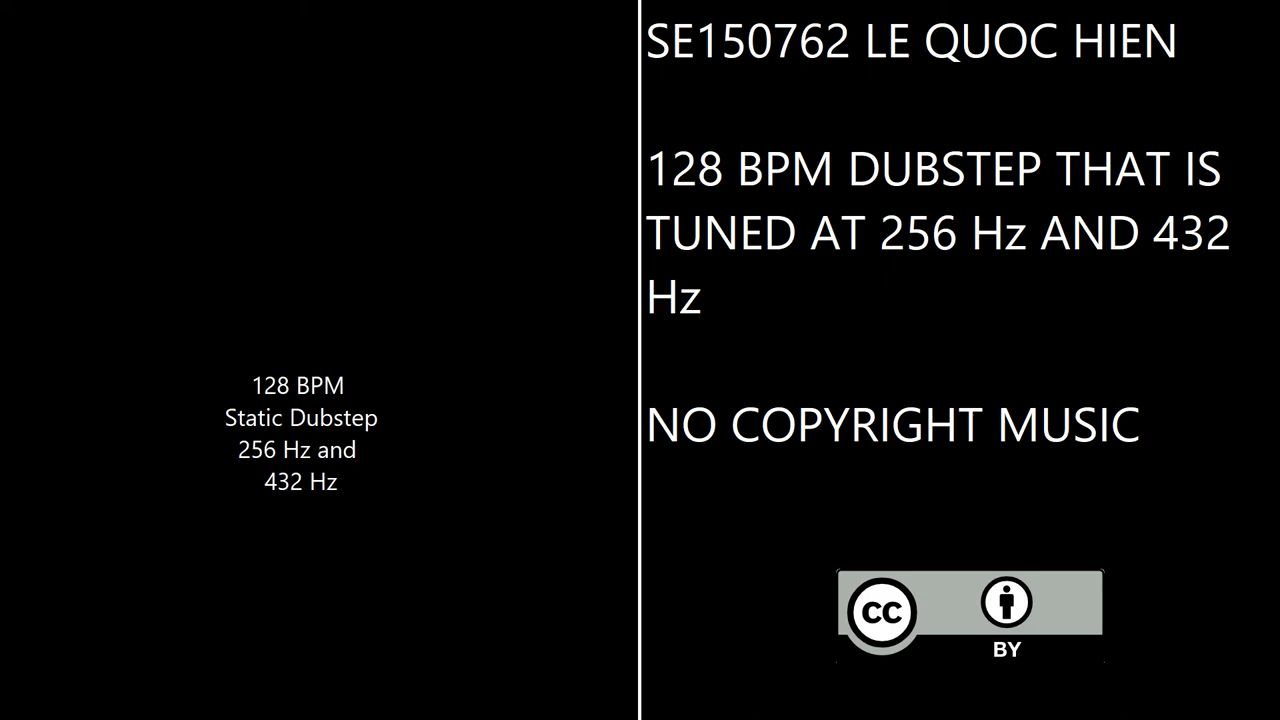 128 BPM
Static Dubstep
256 Hz and
432 Hz
SE150762 LE QUOC HIEN
128 BPM DUBSTEP THAT IS
TUNED AT 256 Hz AND 432
Hz
NO COPYRIGHT MUSIC
CC
BY